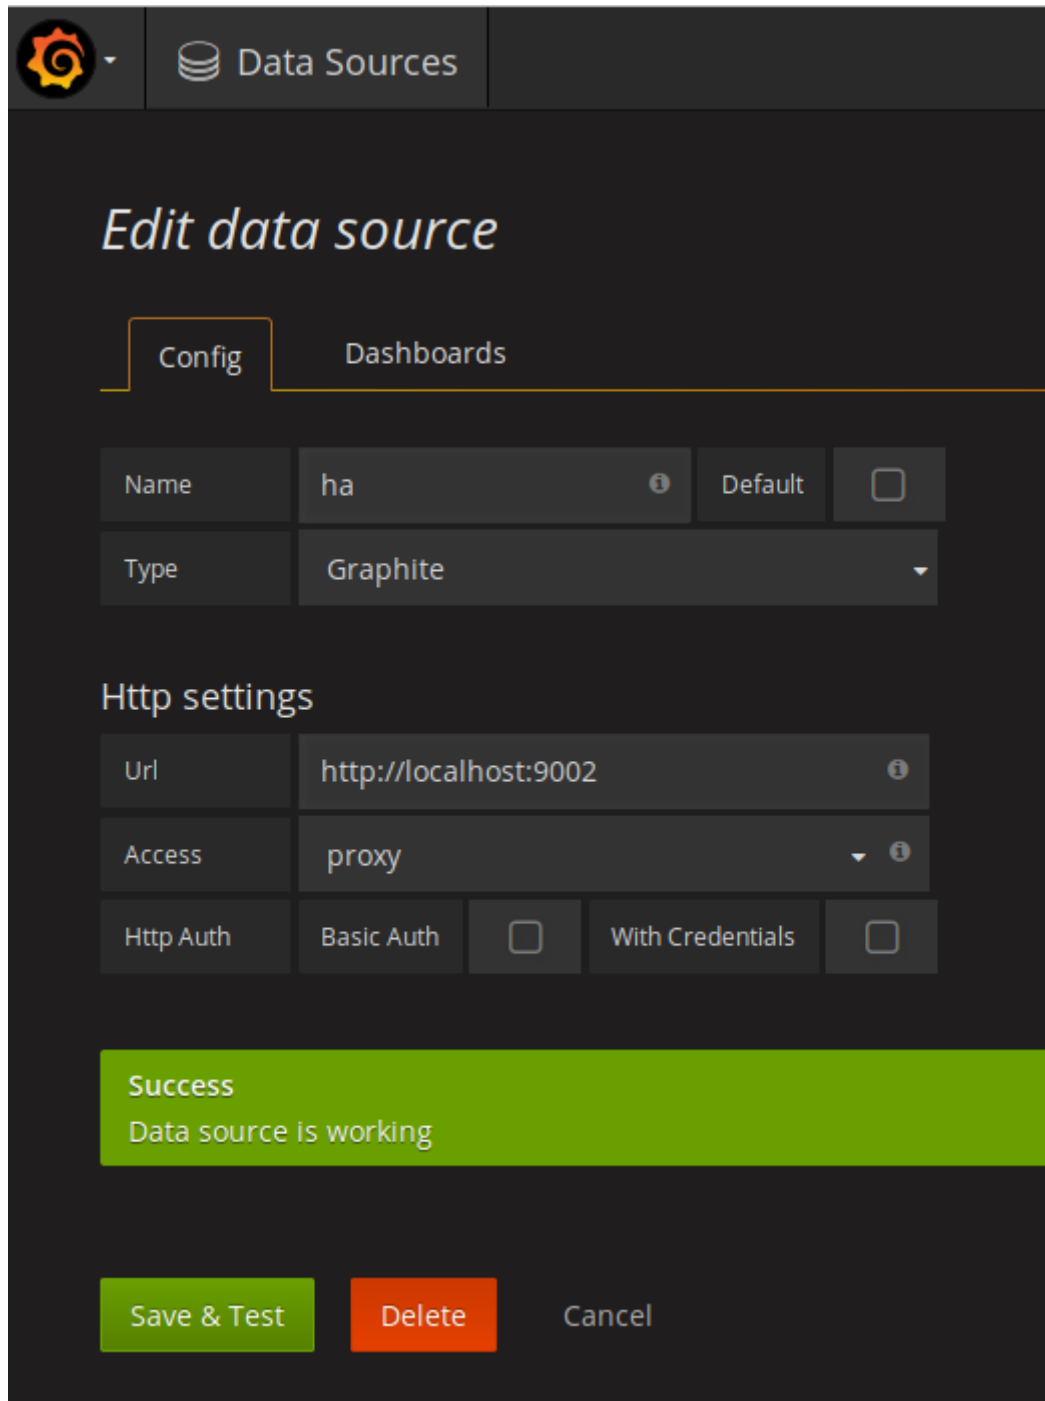 Data Sources
Edit data source
Config Dashboards
Name ha Default
Type Graphite
Http settings
Url http://localhost:9002
Access proxy
Http Auth Basic Auth With Credentials
Success
Data source is working
Save & Test Delete Cancel